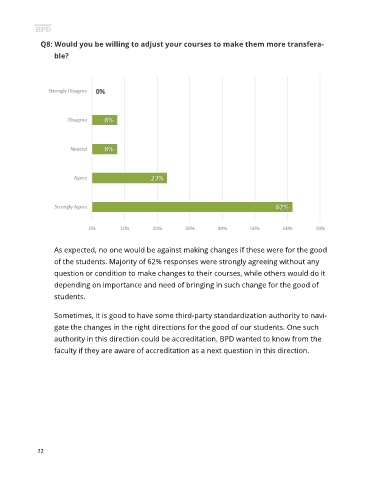 BPD
Q8: Would you be willing to adjust your courses to make them more transfera-
ble?
Strongly Disagree 0%
Disagree 8%
Neutral 8%
Agree 23%
Strongly Agree 62%
0% 10% 20% 30% 40% 50% 60% 70%
As expected, no one would be against making changes if these were for the good
of the students. Majority of 62% responses were strongly agreeing without any
question or condition to make changes to their courses, while others would do it
depending on importance and need of bringing in such change for the good of
students.
Sometimes, it is good to have some third-party standardization authority to navi-
gate the changes in the right directions for the good of our students. One such
authority in this direction could be accreditation. BPD wanted to know from the
faculty if they are aware of accreditation as a next question in this direction.